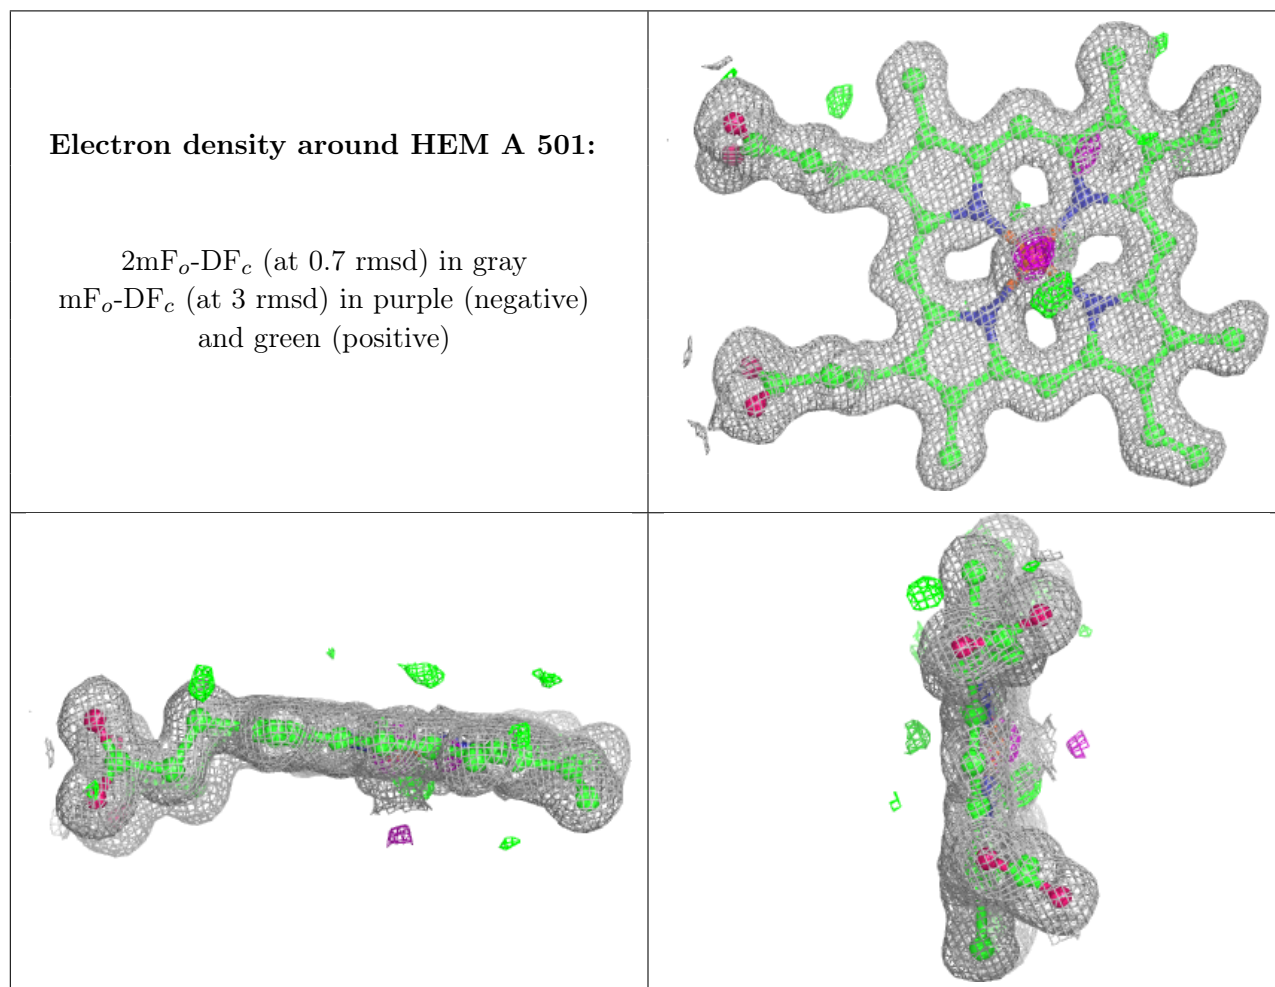 Electron density around HEM A 501:
2mFo-DFc (at 0.7 rmsd) in gray
mFo-DFc (at 3 rmsd) in purple (negative)
and green (positive)